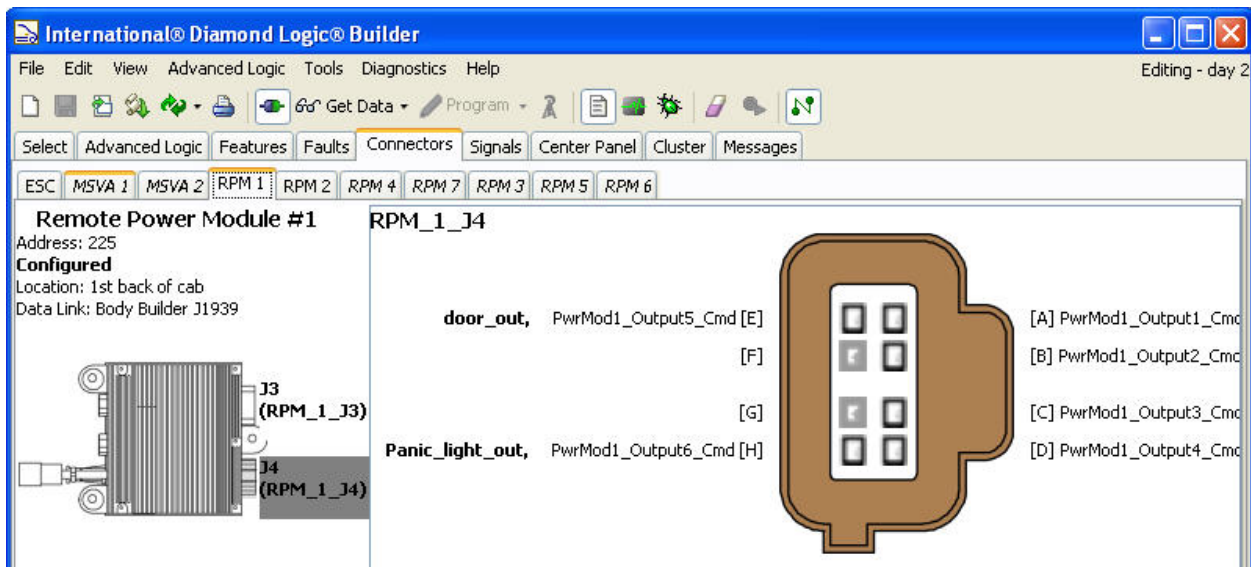 International® Diamond Logic® Builder
File Edit View Advanced Logic Tools Diagnostics Help Editing - day 2
Get Data Program
Select Advanced Logic Features Faults Connectors Signals Center Panel Cluster Messages
ESC MSVA 1 MSVA 2 RPM 1 RPM 2 RPM 4 RPM 7 RPM 3 RPM 5 RPM 6
Remote Power Module #1
Address: 225
Configured
Location: 1st back of cab
Data Link: Body Builder J1939
J3
(RPM_1_J3)
J4
(RPM_1_J4)
RPM_1_J4
door_out, PwrMod1_Output5_Cmd [E]
[F]
[G]
Panic_light_out, PwrMod1_Output6_Cmd [H]
[A] PwrMod1_Output1_Cmd
[B] PwrMod1_Output2_Cmd
[C] PwrMod1_Output3_Cmd
[D] PwrMod1_Output4_Cmd